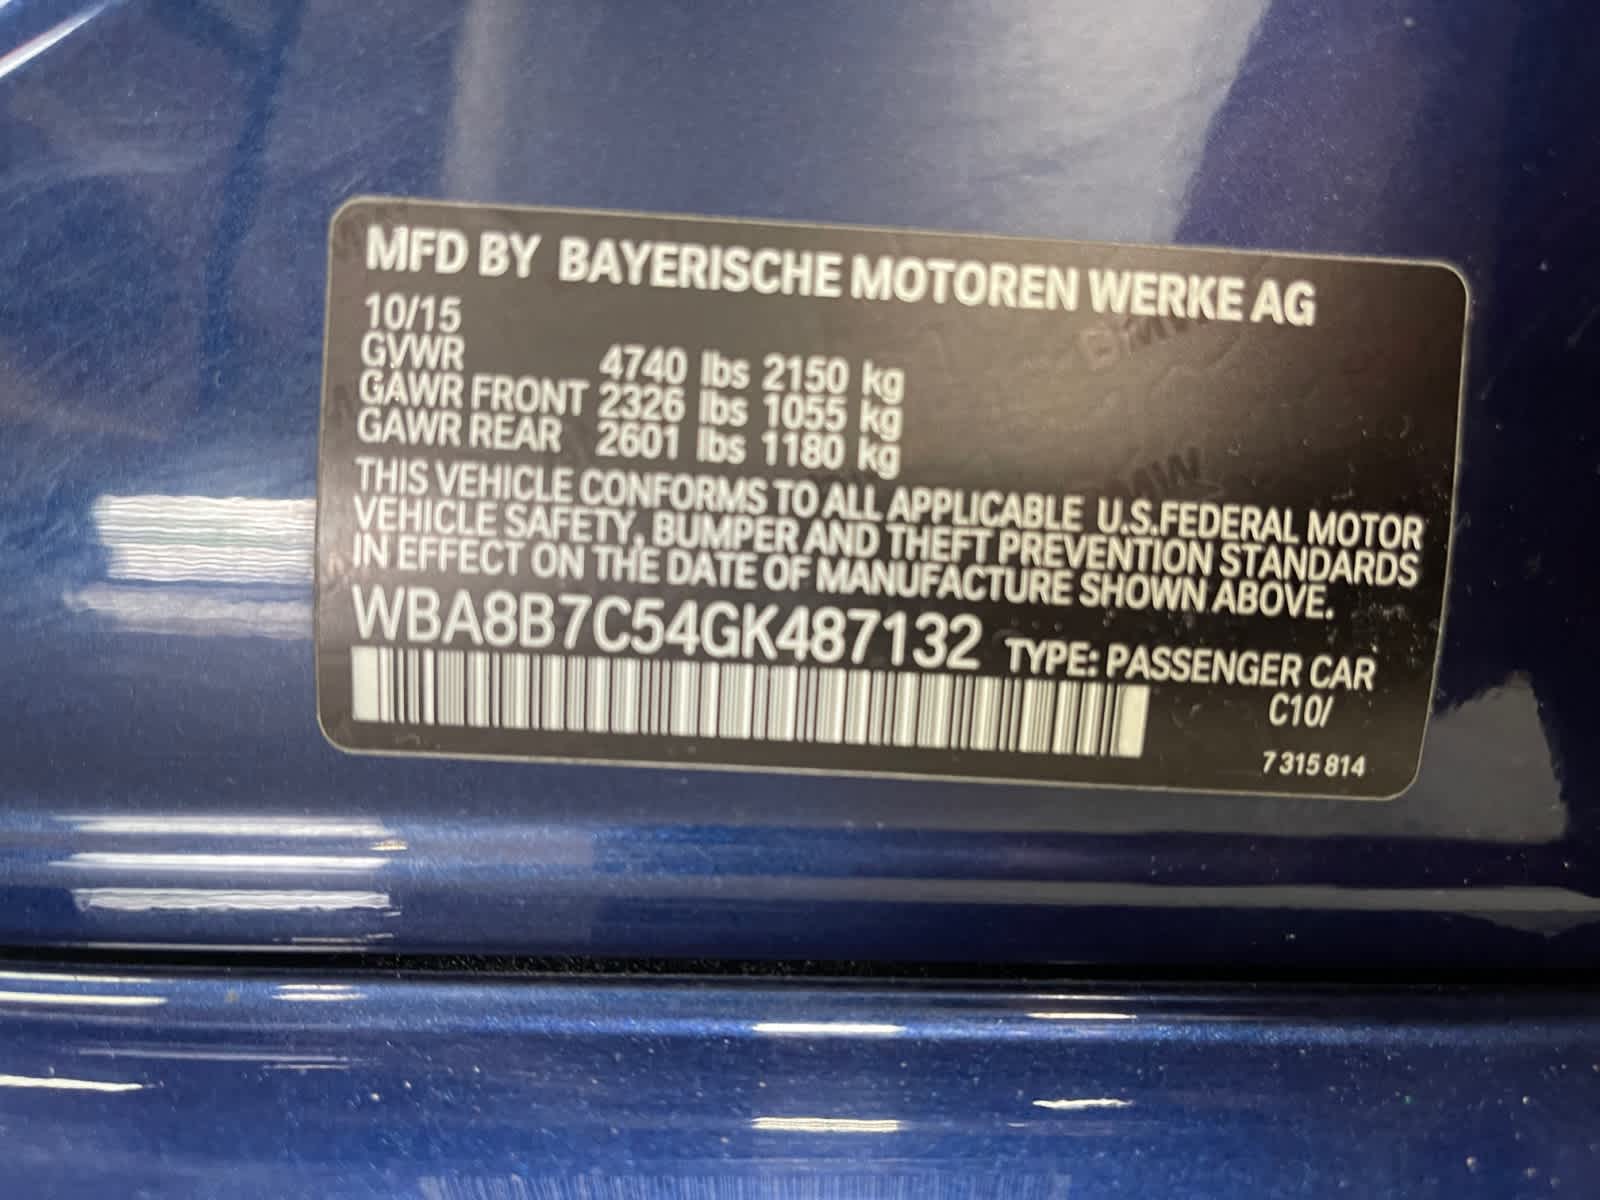 MFD BY BAYERISCHE MOTOREN WERKE AG
10/15
GVWR 4740 lbs 2150 kg
GAWR FRONT 2326 lbs 1055 kg
GAWR REAR 2601 lbs 1180 kg
THIS VEHICLE CONFORMS TO ALL APPLICABLE U.S.FEDERAL MOTOR
VEHICLE SAFETY, BUMPER AND THEFT PREVENTION STANDARDS
IN EFFECT ON THE DATE OF MANUFACTURE SHOWN ABOVE.
WBA8B7C54GK487132 TYPE: PASSENGER CAR
C10/
7 315 814
BMW
BMW